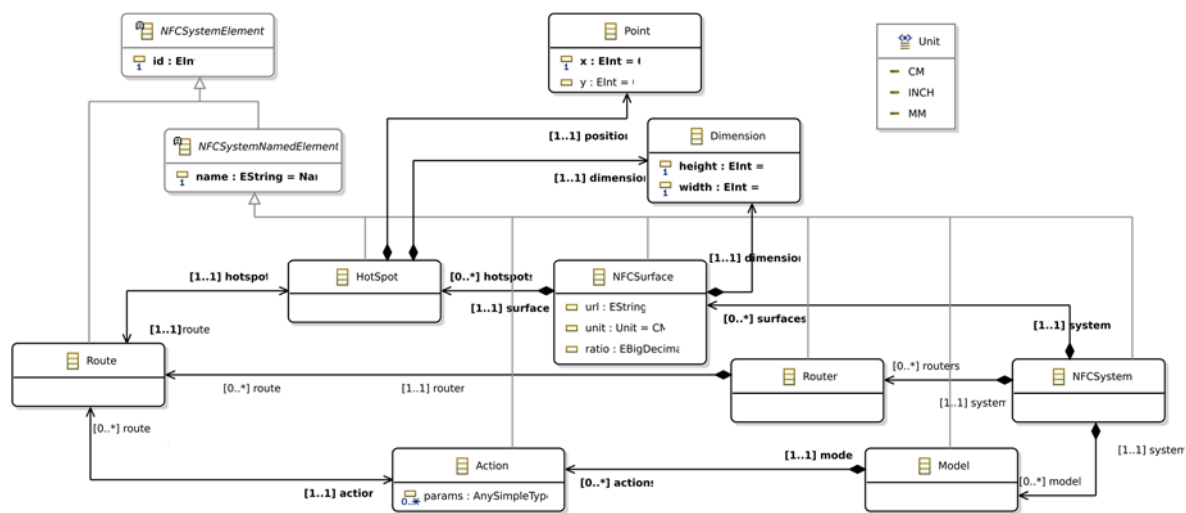 NFCSystemElement
id : EIn
Point
x : EInt =
y : EInt =
Unit
CM
INCH
MM
NFCSystemNamedElement
name : EString = Nai
[1..1] position
Dimension
height : EInt =
width : EInt =
[1..1] dimension
[1..1] hotspot
HotSpot
[0..*] hotspots
[1..1] surface
NFCSurface
url : EString
unit : Unit = CM
ratio : EBigDecima
[1..1] dimension
[0..*] surfaces
[1..1] system
[1..1]route
Route
[0..*] route
[1..1] router
Router
[0..*] routers
[1..1] system
NFCSystem
[0..*] route
[1..1] action
Action
params : AnySimpleType
[1..1] mode
[0..*] actions
Model
[1..1] system
[0..*] model